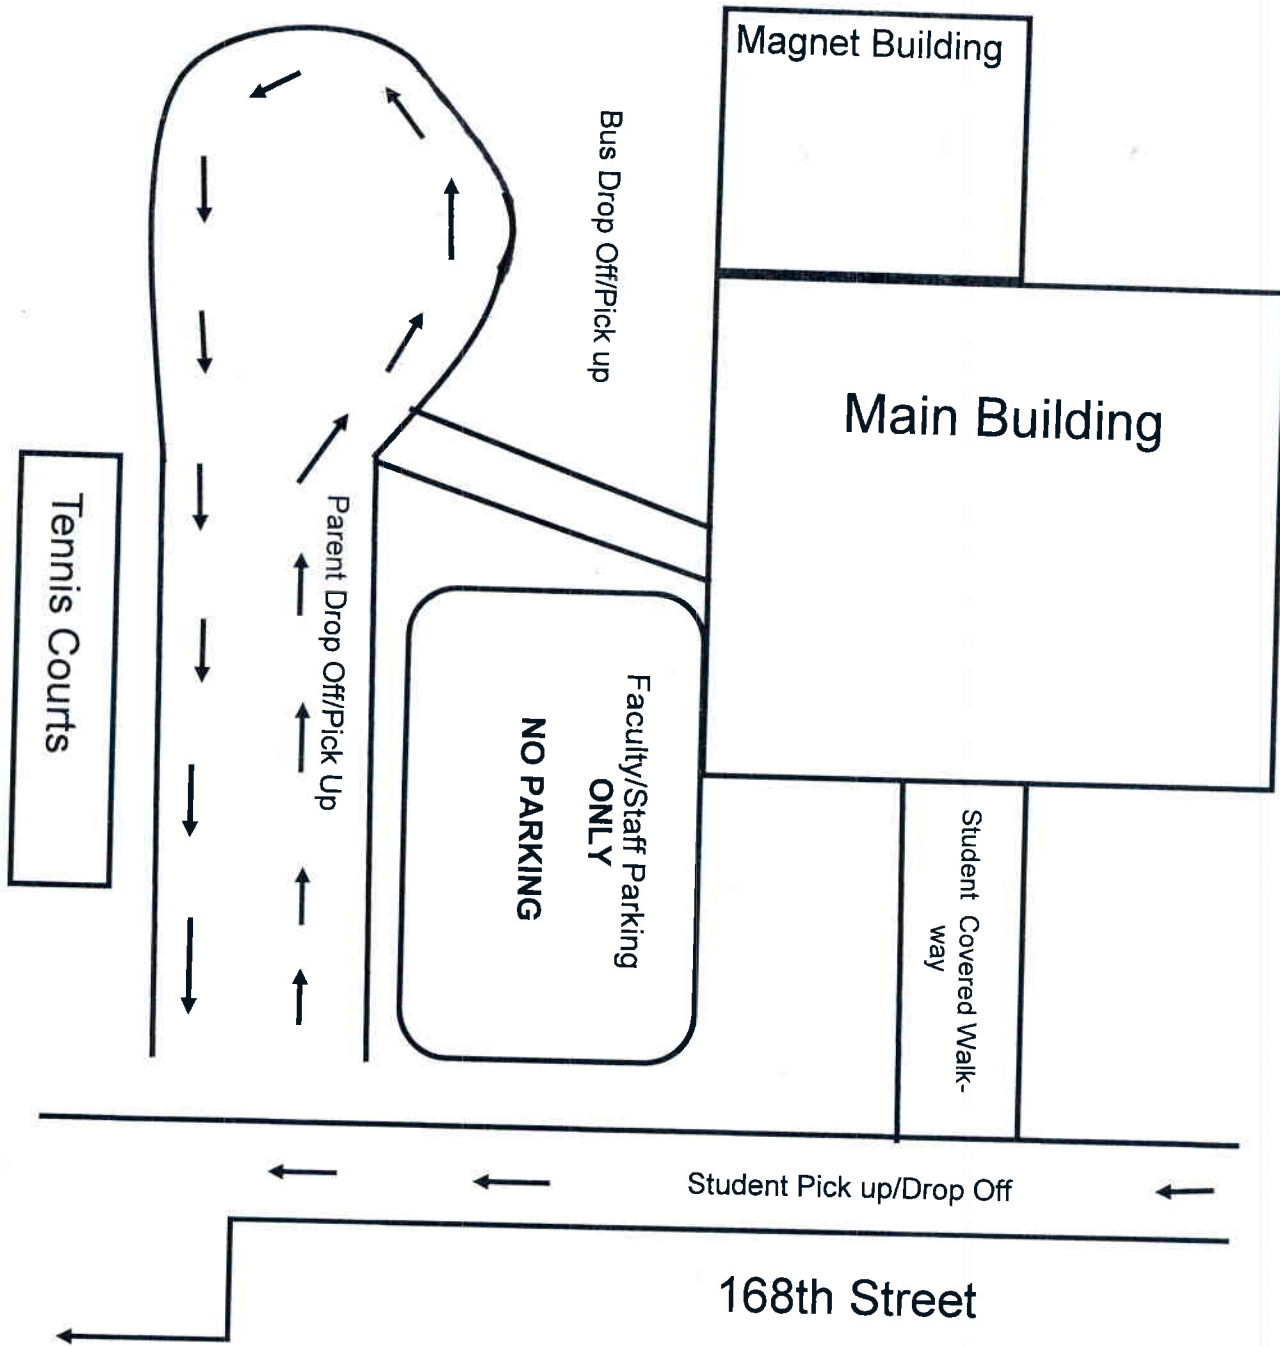 Magnet Building
Bus Drop Off/Pick up
Main Building
Parent Drop Off/Pick Up
Tennis Courts
Faculty/Staff Parking
ONLY
NO PARKING
Student Covered Walk-
way
Student Pick up/Drop Off
168th Street